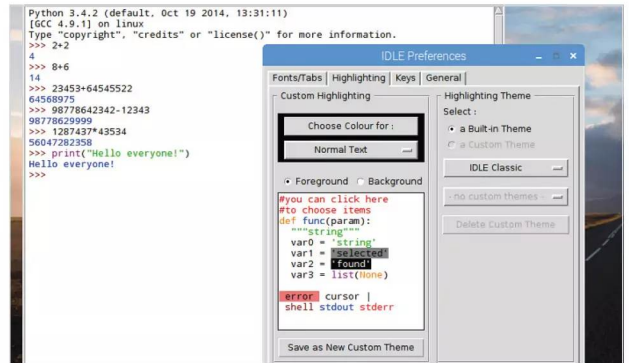 Python 3.4.2 (default, Oct 19 2014, 13:31:11)
[GCC 4.9.1] on linux
Type "copyright", "credits" or "license()" for more information.
>>> 2+2
4
>>> 8+6
14
>>> 23453+64545522
64568975
>>> 98778642342-12343
98778629999
>>> 1287437*43534
56047282358
>>> print("Hello everyone!")
Hello everyone!
>>>
IDLE Preferences
Fonts/Tabs Highlighting Keys General
Custom Highlighting
Choose Colour for :
Normal Text
Foreground Background
#you can click here
#to choose items
def func(param):
  """string"""
  var0 = 'string'
  var1 = 'selected'
  var2 = 'found'
  var3 = list(None)
error cursor |
shell stdout stderr
Save as New Custom Theme
Highlighting Theme
Select :
a Built-in Theme
a Custom Theme
IDLE Classic
- no custom themes -
Delete Custom Theme